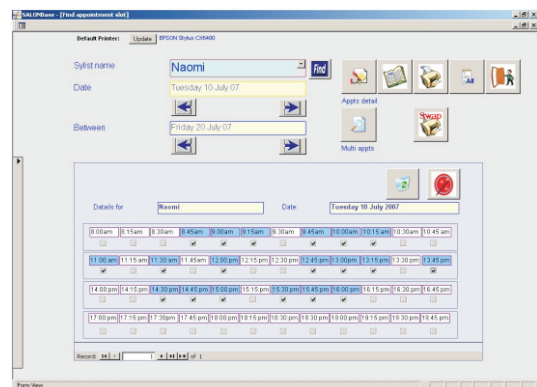 SALONBase - [Find appointment slot]
Default Printer: Update EPSON Stylus CX6400
Sylist name Naomi Find
Date Tuesday 10 July 07
Appts detail
Swap
Between Friday 20 July 07
Multi appts
Datails for Naomi Date: Tuesday 10 July 2007
8.00am 8.15am 8.30am 8.45am 9.00am 9.15am 9.30am 9.45am 10:00am 10:15 am 10:30am 10:45 am
11:00 am 11:15 am 11:30 am 11:45am 12:00 pm 12:15 pm 12:30 pm 12:45 pm 13:00 pm 13:15 pm 13:30 pm 13:45 pm
14:00 pm 14:15 pm 14:30 pm 14:45 pm 15:00 pm 15:15 pm 15:30 pm 15:45 pm 16:00 pm 16:15 pm 16:30 pm 16:45 pm
17:00 pm 17:15 pm 17:30pm 17:45 pm 18:00 pm 18:15 pm 18:30 pm 18:30 pm 19:00 pm 19:15 pm 19:30 pm 19:45 pm
Record: 1 of 1
Form View